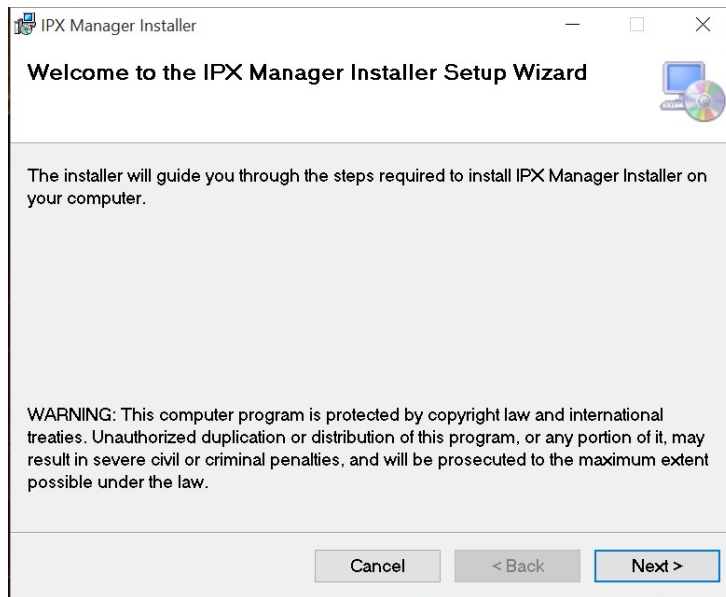 IPX Manager Installer
Welcome to the IPX Manager Installer Setup Wizard
The installer will guide you through the steps required to install IPX Manager Installer on
your computer.
WARNING: This computer program is protected by copyright law and international
treaties. Unauthorized duplication or distribution of this program, or any portion of it, may
result in severe civil or criminal penalties, and will be prosecuted to the maximum extent
possible under the law.
Cancel < Back Next >